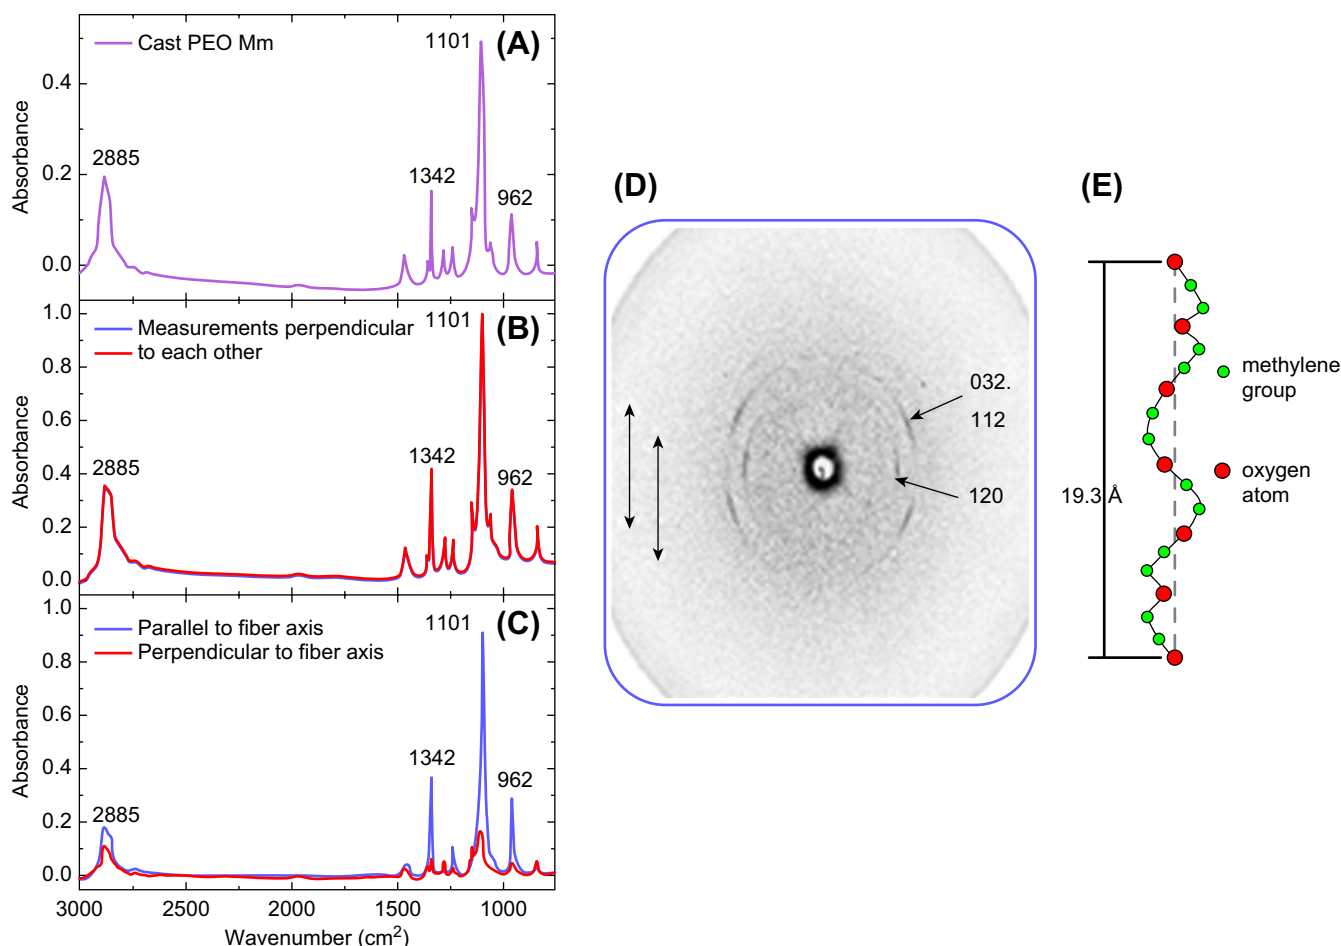 (A)
Cast PEO Mm
1101
2885
1342
962
Absorbance
0.4
0.2
0.0
(B)
Measurements perpendicular
to each other
1101
2885
1342
962
Absorbance
1.0
0.8
0.6
0.4
0.2
0.0
(C)
Parallel to fiber axis
Perpendicular to fiber axis
1101
1342
962
2885
Absorbance
1.0
0.8
0.6
0.4
0.2
0.0
3000
2500
2000
1500
1000
Wavenumber (cm²)
(D)
032.
112
120
(E)
19.3 Å
methylene
group
oxygen
atom